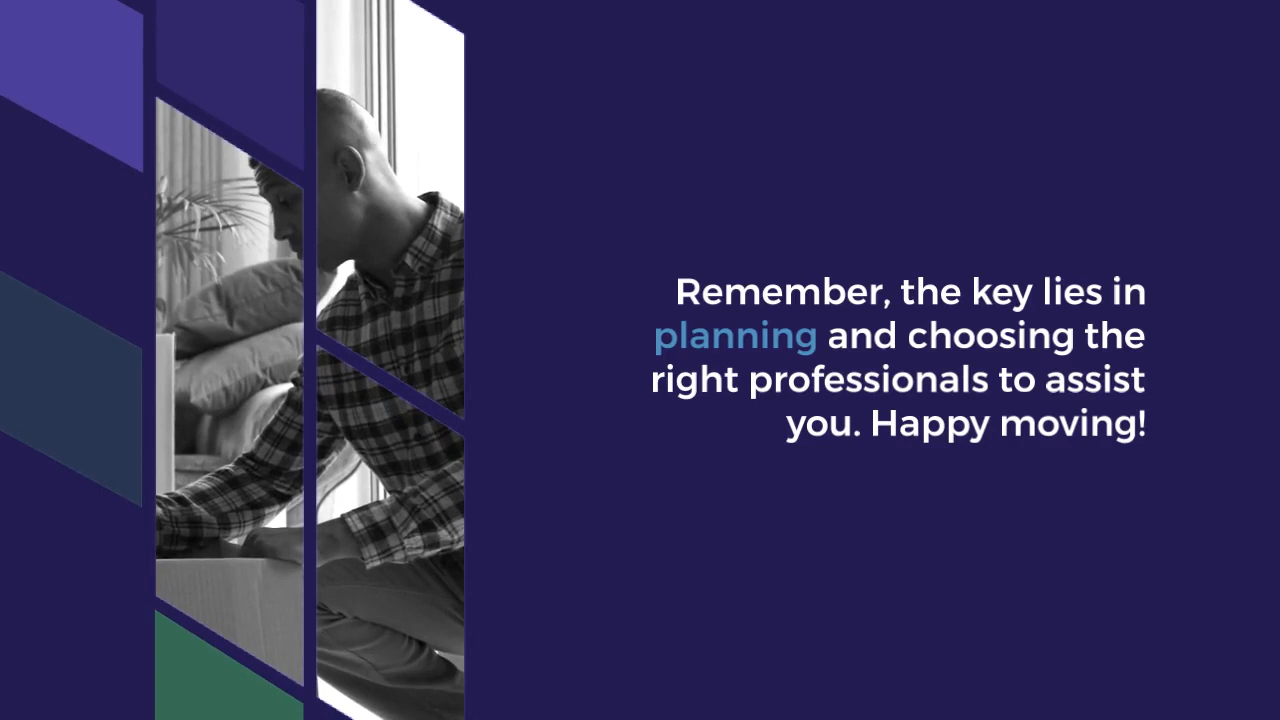 Remember, the key lies in
planning and choosing the
right professionals to assist
you. Happy moving!